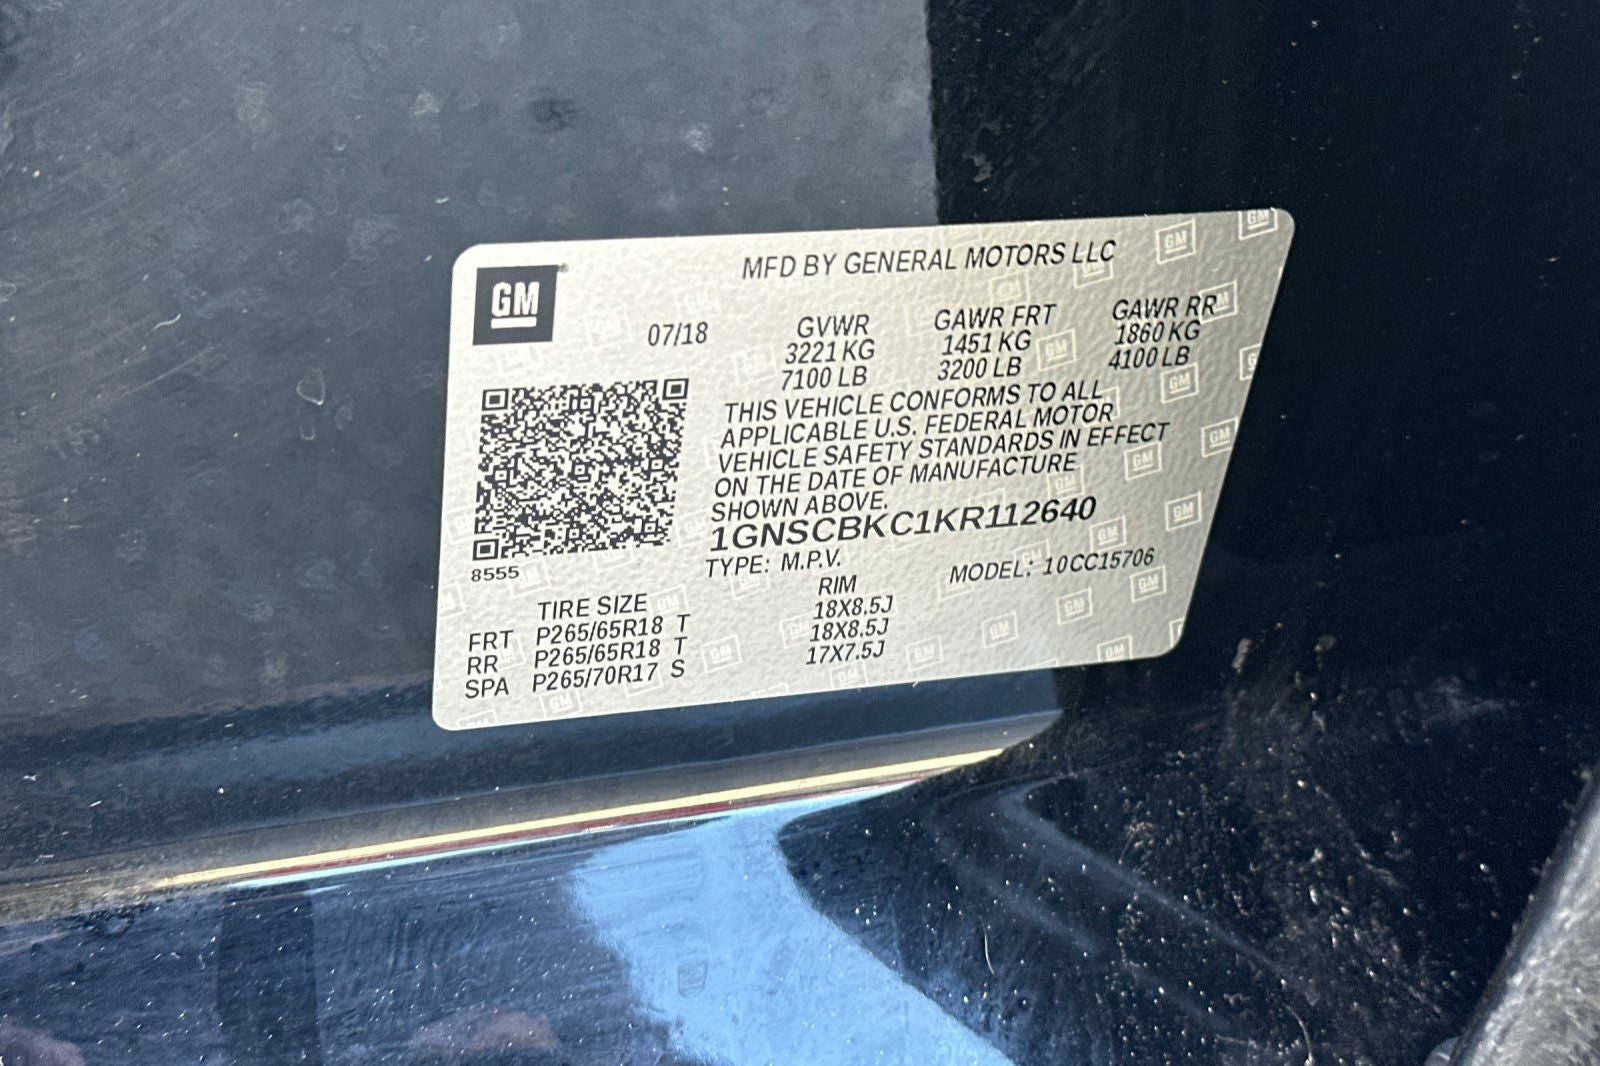 GM
MFD BY GENERAL MOTORS LLC
07/18
GVWR GAWR FRT GAWR RR
3221 KG 1451 KG 1860 KG
7100 LB 3200 LB 4100 LB
THIS VEHICLE CONFORMS TO ALL
APPLICABLE U.S. FEDERAL MOTOR
VEHICLE SAFETY STANDARDS IN EFFECT
ON THE DATE OF MANUFACTURE
SHOWN ABOVE.
1GNSCBKC1KR112640
TYPE: M.P.V. MODEL: 10CC15706
8555
TIRE SIZE RIM
FRT P265/65R18 T 18X8.5J
RR P265/65R18 T 18X8.5J
SPA P265/70R17 S 17X7.5J